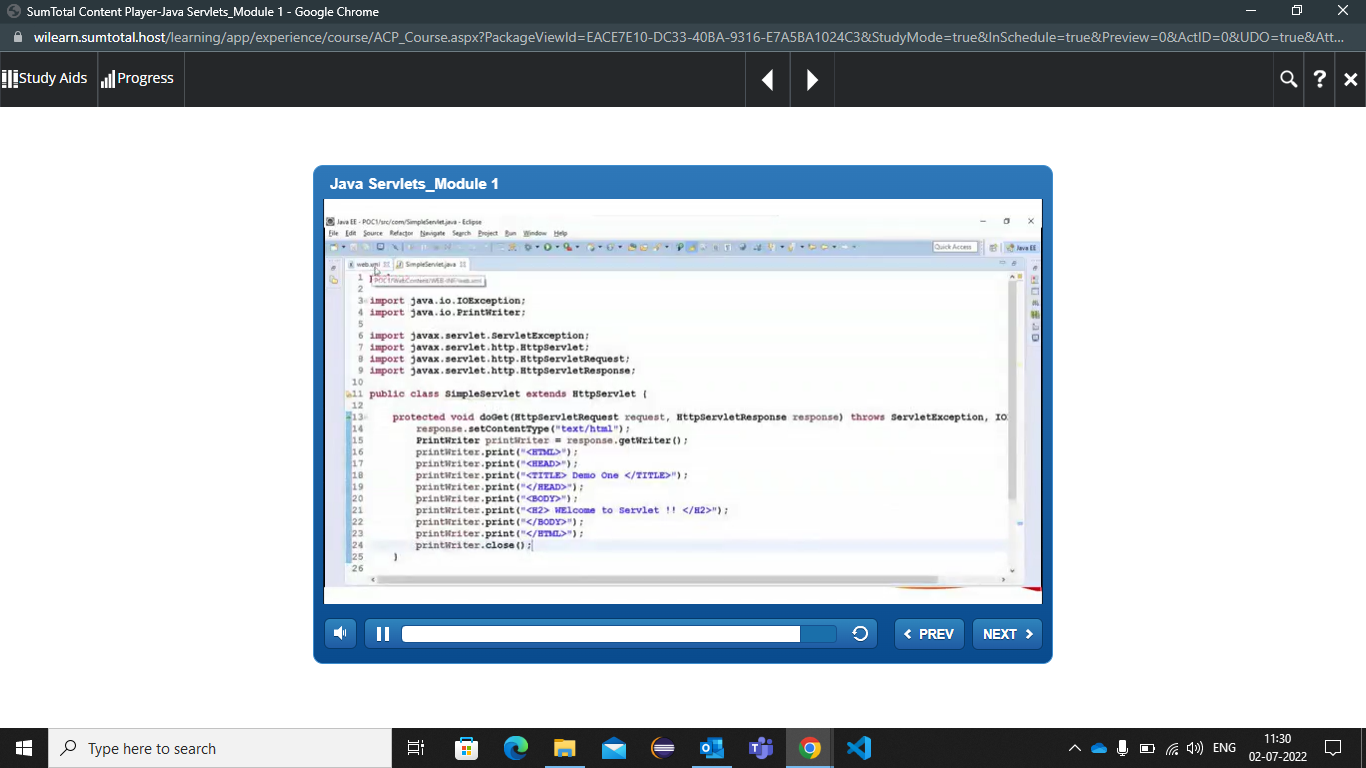 SumTotal Content Player-Java Servlets_Module 1 - Google Chrome
wilearn.sumtotal.host/learning/app/experience/course/ACP_Course.aspx?PackageViewId=EACE7E10-DC33-40BA-9316-E7A5BA1024C3&StudyMode=true&InSchedule=true&Preview=0&ActID=0&UDO=true&Att...
Study Aids Progress
Java Servlets_Module 1
Java EE - POC1/src/com/SimpleServlet.java - Eclipse
File Edit Source Refactor Navigate Search Project Run Window Help
Quick Access Java EE
web.xml SimpleServlet.java
1
POC1/WebContent/WEB-INF/web.xml
2
3 import java.io.IOException;
4 import java.io.PrintWriter;
5
6 import javax.servlet.ServletException;
7 import javax.servlet.http.HttpServlet;
8 import javax.servlet.http.HttpServletRequest;
9 import javax.servlet.http.HttpServletResponse;
10
11 public class SimpleServlet extends HttpServlet {
12
13 protected void doGet(HttpServletRequest request, HttpServletResponse response) throws ServletException, IO
14 response.setContentType("text/html");
15 PrintWriter printWriter = response.getWriter();
16 printWriter.print("<HTML>");
17 printWriter.print("<HEAD>");
18 printWriter.print("<TITLE> Demo One </TITLE>");
19 printWriter.print("</HEAD>");
20 printWriter.print("<BODY>");
21 printWriter.print("<H2> WElcome to Servlet !! </H2>");
22 printWriter.print("</BODY>");
23 printWriter.print("</HTML>");
24 printWriter.close();
25 }
26
PREV NEXT
Type here to search
ENG
11:30
02-07-2022